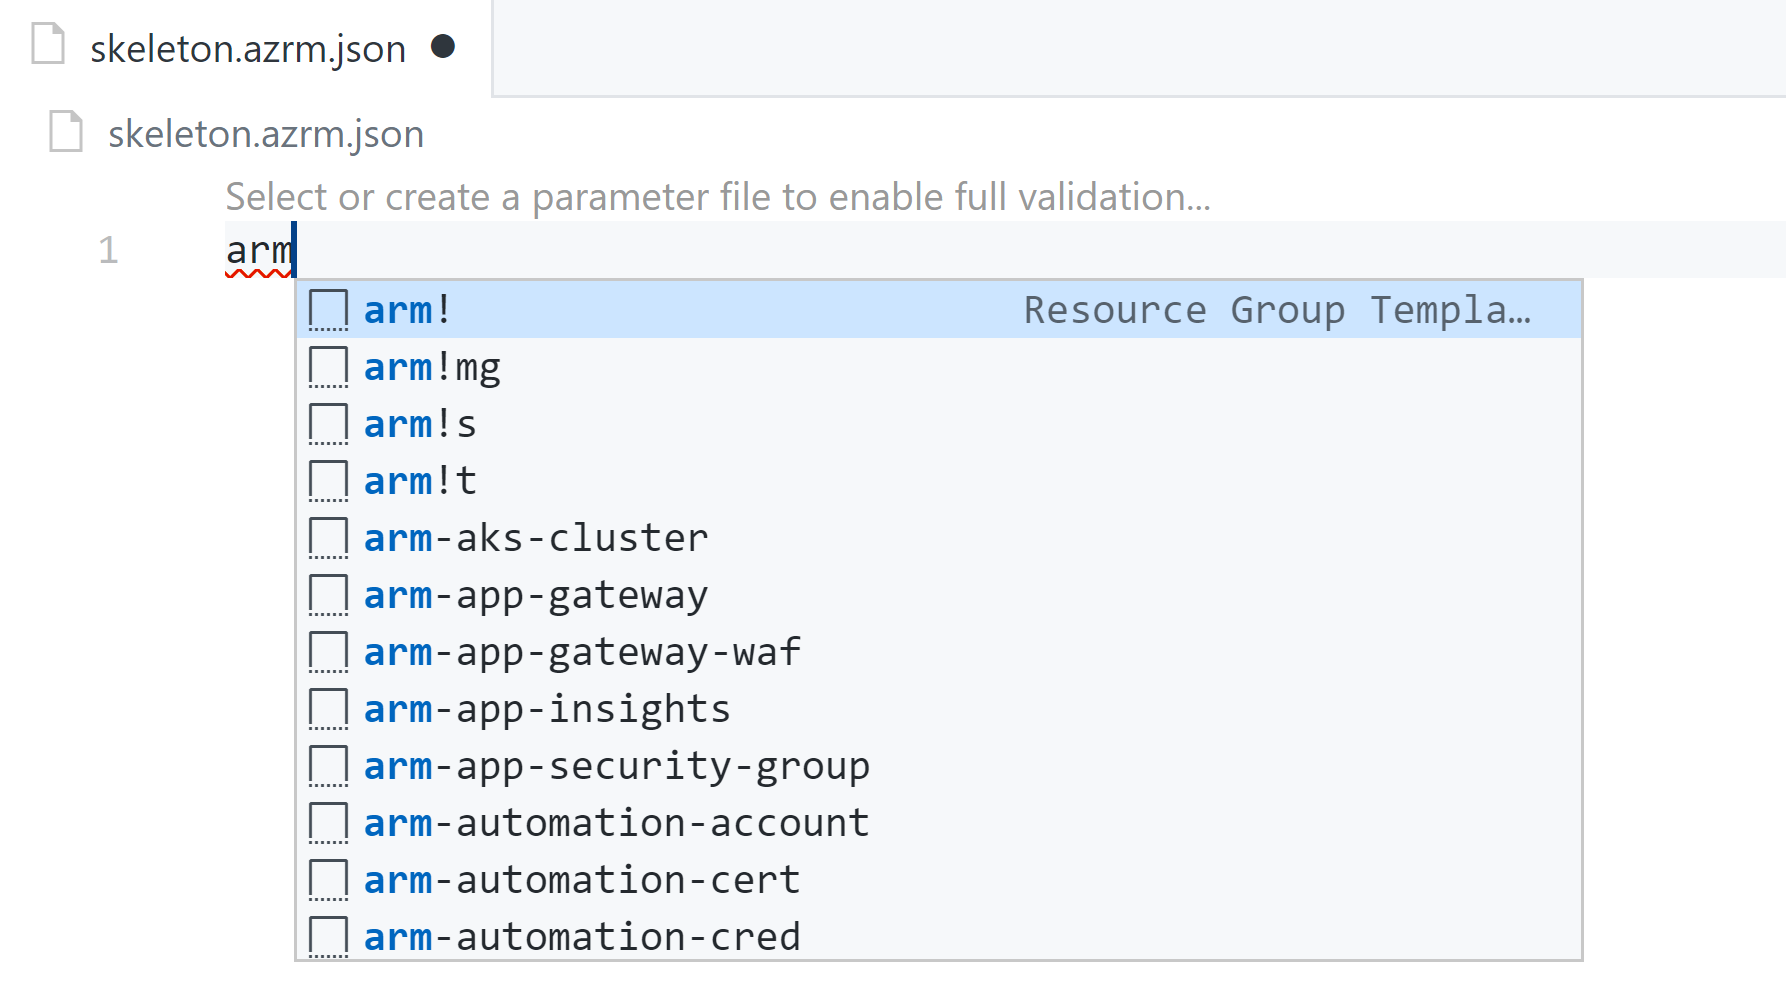 skeleton.azrm.json
skeleton.azrm.json
Select or create a parameter file to enable full validation...
1 arm
arm! Resource Group Templa…
arm!mg
arm!s
arm!t
arm-aks-cluster
arm-app-gateway
arm-app-gateway-waf
arm-app-insights
arm-app-security-group
arm-automation-account
arm-automation-cert
arm-automation-cred